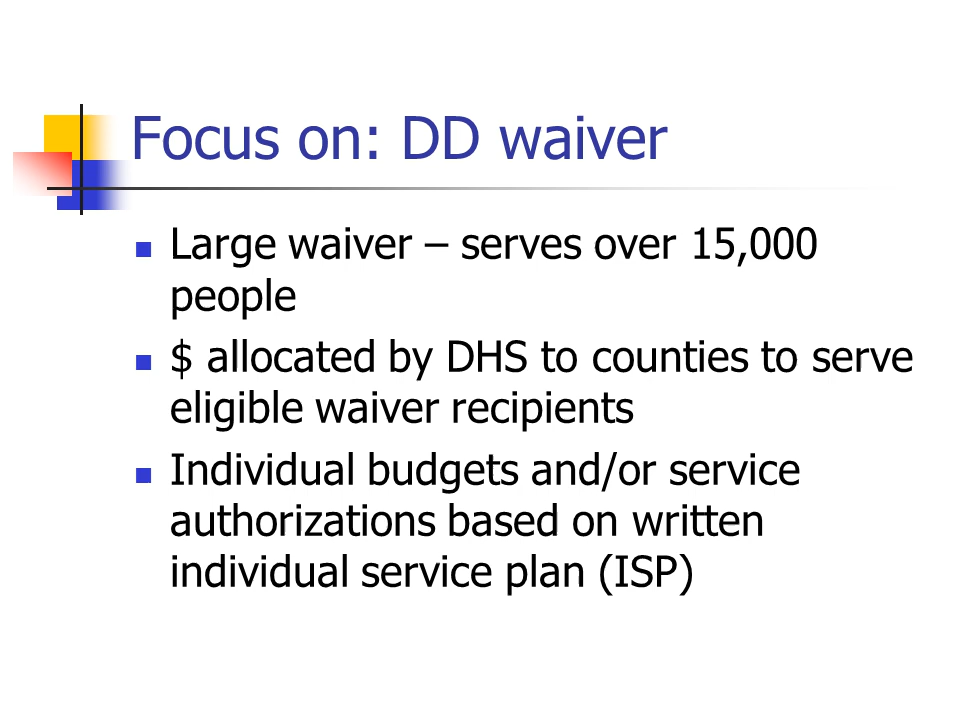 Focus on: DD waiver
Large waiver – serves over 15,000
people
$ allocated by DHS to counties to serve
eligible waiver recipients
Individual budgets and/or service
authorizations based on written
individual service plan (ISP)